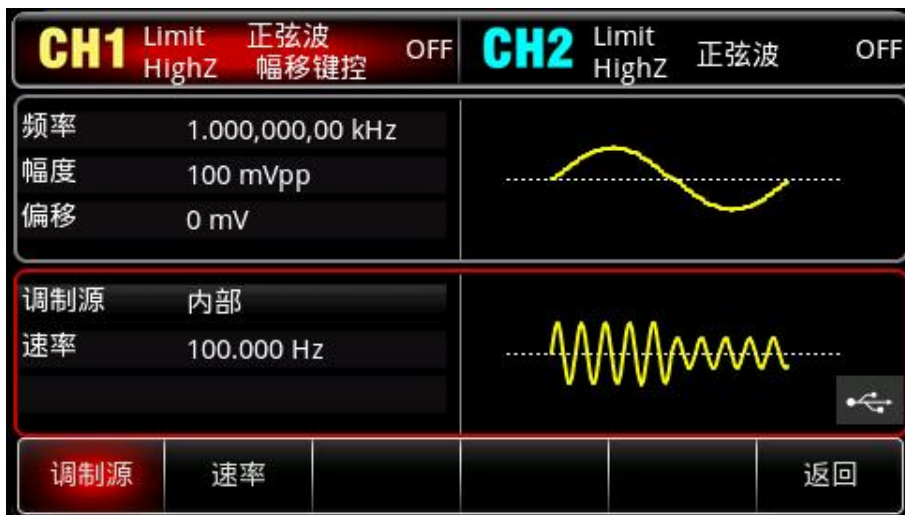 CH1 Limit 正弦波 OFF CH2 Limit 正弦波 OFF
HighZ 幅移键控 HighZ
频率 1.000,000,00 kHz
幅度 100 mVpp
偏移 0 mV
调制源 内部
速率 100.000 Hz
调制源 速率 返回